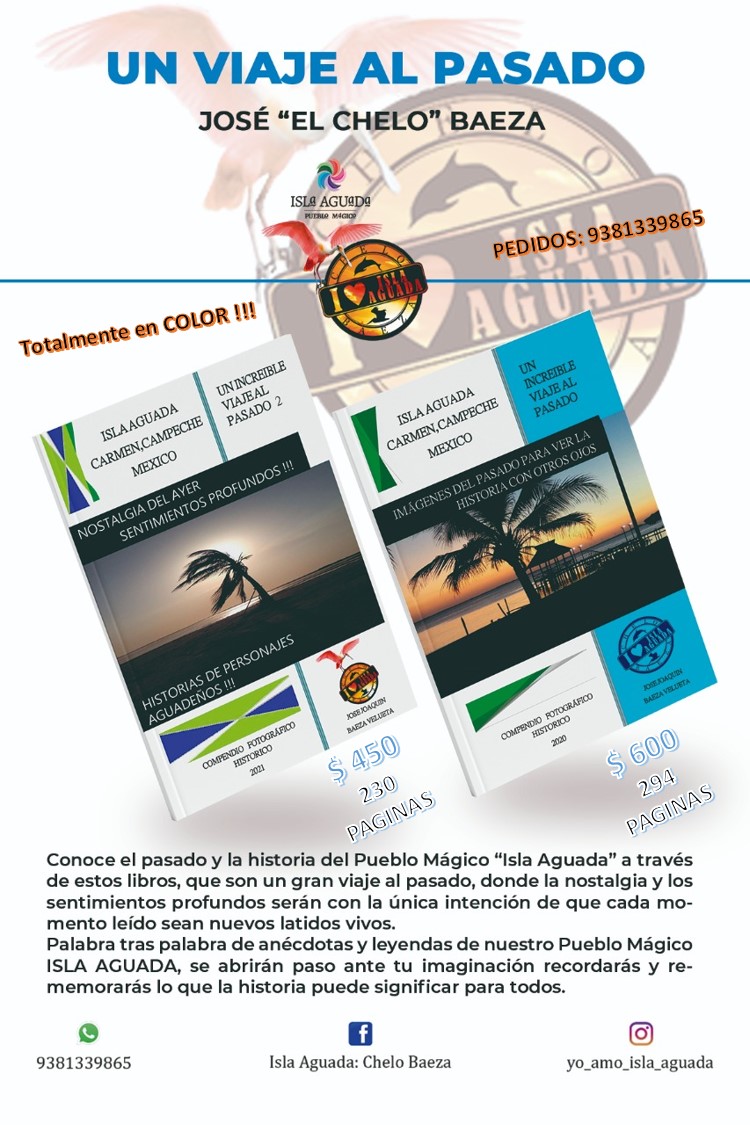 UN VIAJE AL PASADO
JOSÉ “EL CHELO” BAEZA
ISLa AGUaDa
PUEBLO MÁGICO
PEDIDOS: 9381339865
CHELO
I ISLA
AGUADA
BAEZA
Totalmente en COLOR !!!
ISLA AGUADA
CARMEN,CAMPECHE
MEXICO
UN INCREIBLE
VIAJE AL
PASADO 2
NOSTALGIA DEL AYER
SENTIMIENTOS PROFUNDOS !!!
HISTORIAS DE PERSONAJES
AGUADEÑOS !!!
COMPENDIO FOTOGRÁFICO
HISTORICO
2021
JOSE JOAQUIN
BAEZA VELUETA
ISLA AGUADA
CARMEN,CAMPECHE
MEXICO
UN
INCREIBLE
VIAJE AL
PASADO
IMÁGENES DEL PASADO PARA VER LA
HISTORIA CON OTROS OJOS
COMPENDIO FOTOGRÁFICO
HISTORICO
2020
JOSE JOAQUIN
BAEZA VELUETA
$ 450
230
PAGINAS
$ 600
294
PAGINAS
Conoce el pasado y la historia del Pueblo Mágico “Isla Aguada” a través
de estos libros, que son un gran viaje al pasado, donde la nostalgia y los
sentimientos profundos serán con la única intención de que cada mo-
mento leído sean nuevos latidos vivos.
Palabra tras palabra de anécdotas y leyendas de nuestro Pueblo Mágico
ISLA AGUADA, se abrirán paso ante tu imaginación recordarás y re-
memorarás lo que la historia puede significar para todos.
9381339865
Isla Aguada: Chelo Baeza
yo_amo_isla_aguada